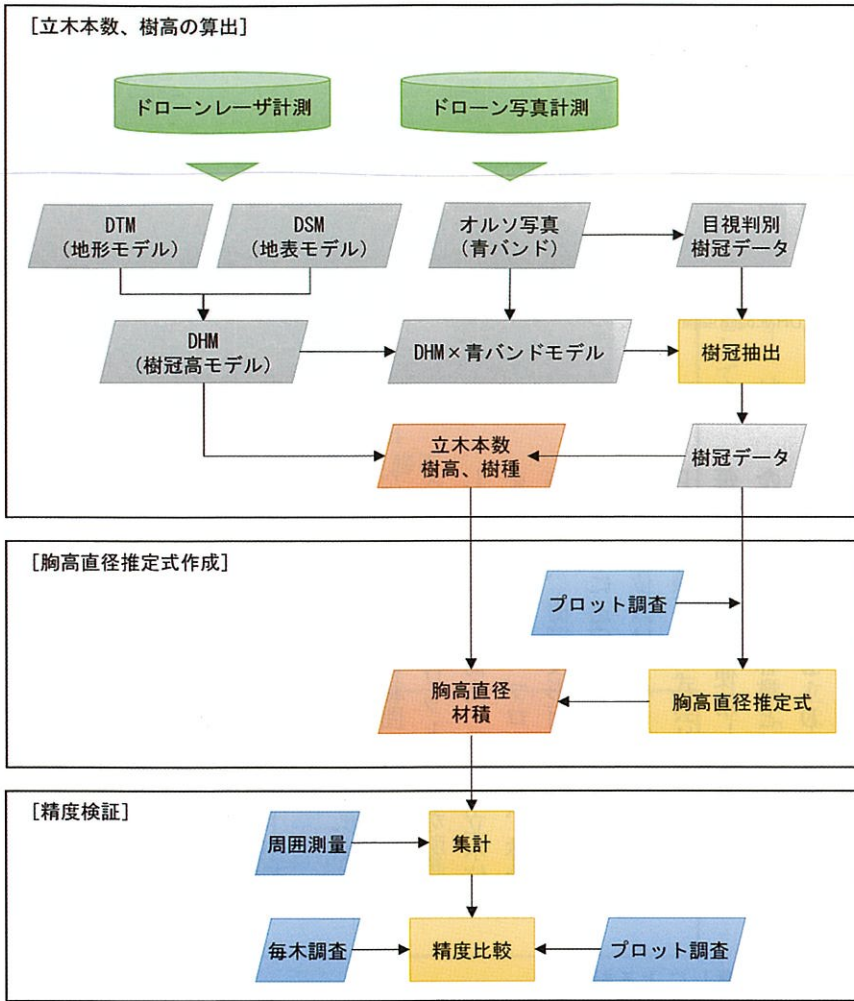 [立木本数、樹高の算出]
ドローンレーザ計測
ドローン写真計測
DTM
(地形モデル)
DSM
(地表モデル)
オルソ写真
(青バンド)
目視判別
樹冠データ
DHM
(樹冠高モデル)
DHM×青バンドモデル
樹冠抽出
立木本数
樹高、樹種
樹冠データ
[胸高直径推定式作成]
プロット調査
胸高直径
材積
胸高直径推定式
[精度検証]
周囲測量
集計
毎木調査
精度比較
プロット調査